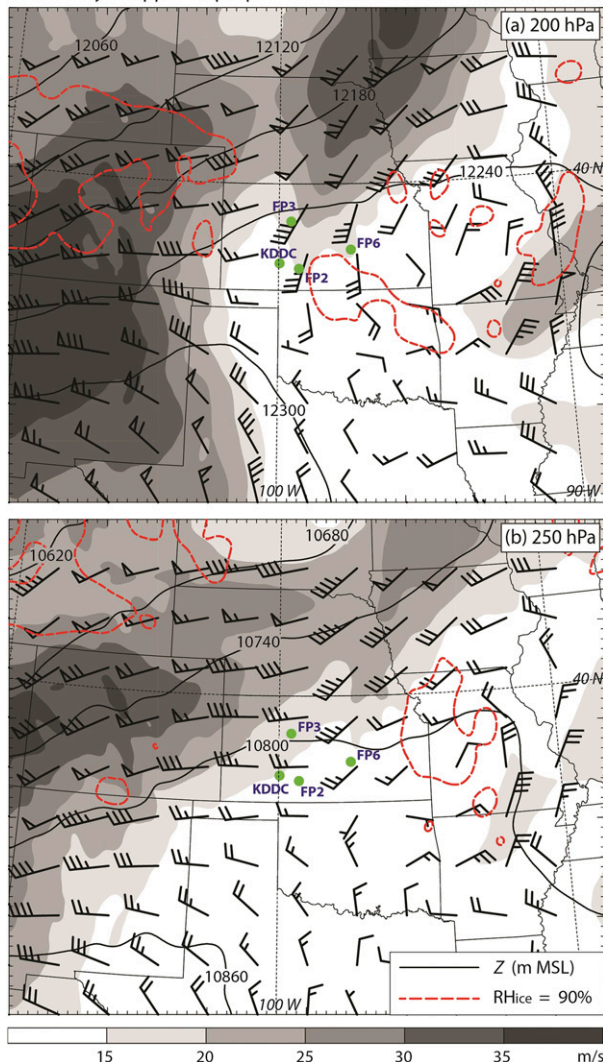 (a) 200 hPa
12060
12120
12180
12240
40 N
FP3
KDDC
FP6
FP2
12300
100 W
90 W
(b) 250 hPa
10620
10680
10740
40 N
10800
FP3
FP6
KDDC
FP2
10860
100 W
Z (m MSL)
RHice = 90%
15 20 25 30 35 m/s